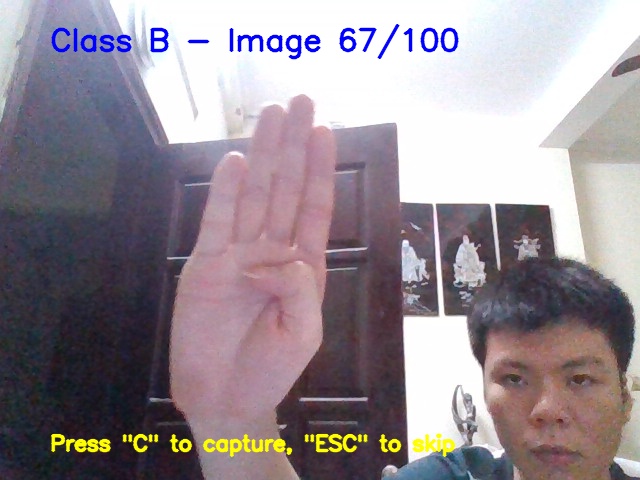 Class B - Image 67/100
Press "C" to capture, "ESC" to skip